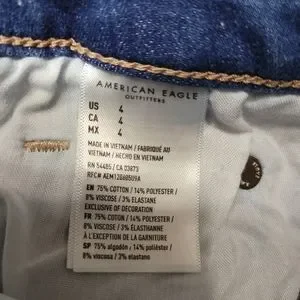 AMERICAN EAGLE
OUTFITTERS
US 4
CA 4
MX 4
MADE IN VIETNAM / FABRIQUÉ AU
VIETNAM / HECHO EN VIETNAM
RN 54485 / CA 03873
EN 75% COTTON / 14% POLYESTER /
8% VISCOSE / 3% ELASTANE
EXCLUSIVE OF DECORATION
FR 75% COTON / 14% POLYESTER /
8% VISCOSE / 3% ÉLASTHANNE
À L'EXCEPTION DE LA GARNITURE
SP 75% algodón / 14% poliéster /
8% viscosa / 3% elastano